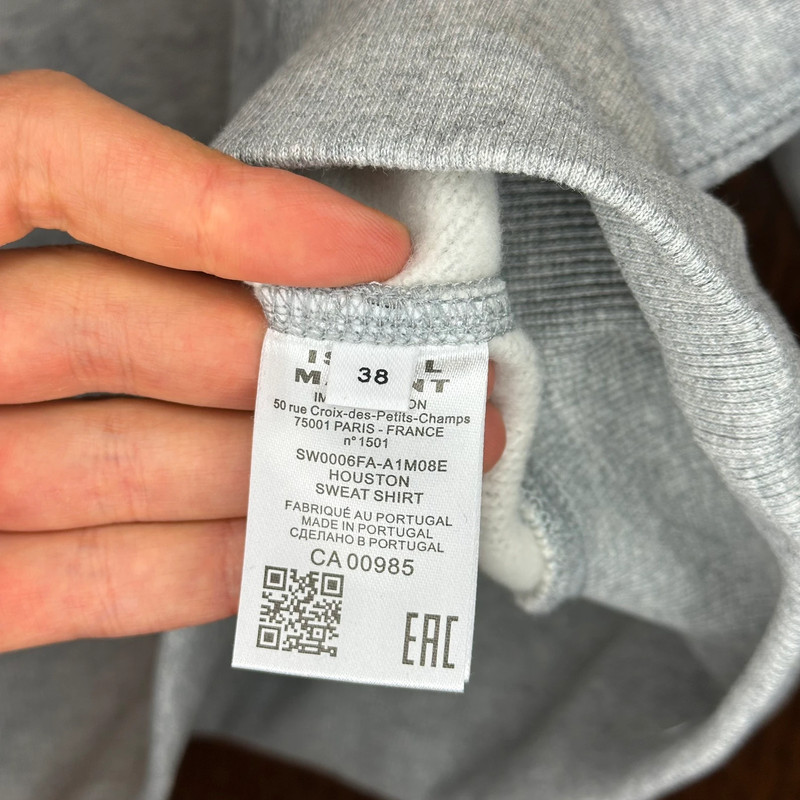 38
50 rue Croix-des-Petits-Champs
75001 PARIS - FRANCE
n°1501
SW0006FA-A1M08E
HOUSTON
SWEAT SHIRT
FABRIQUÉ AU PORTUGAL
MADE IN PORTUGAL
СДЕЛАНО В PORTUGAL
CA 00985
EAC